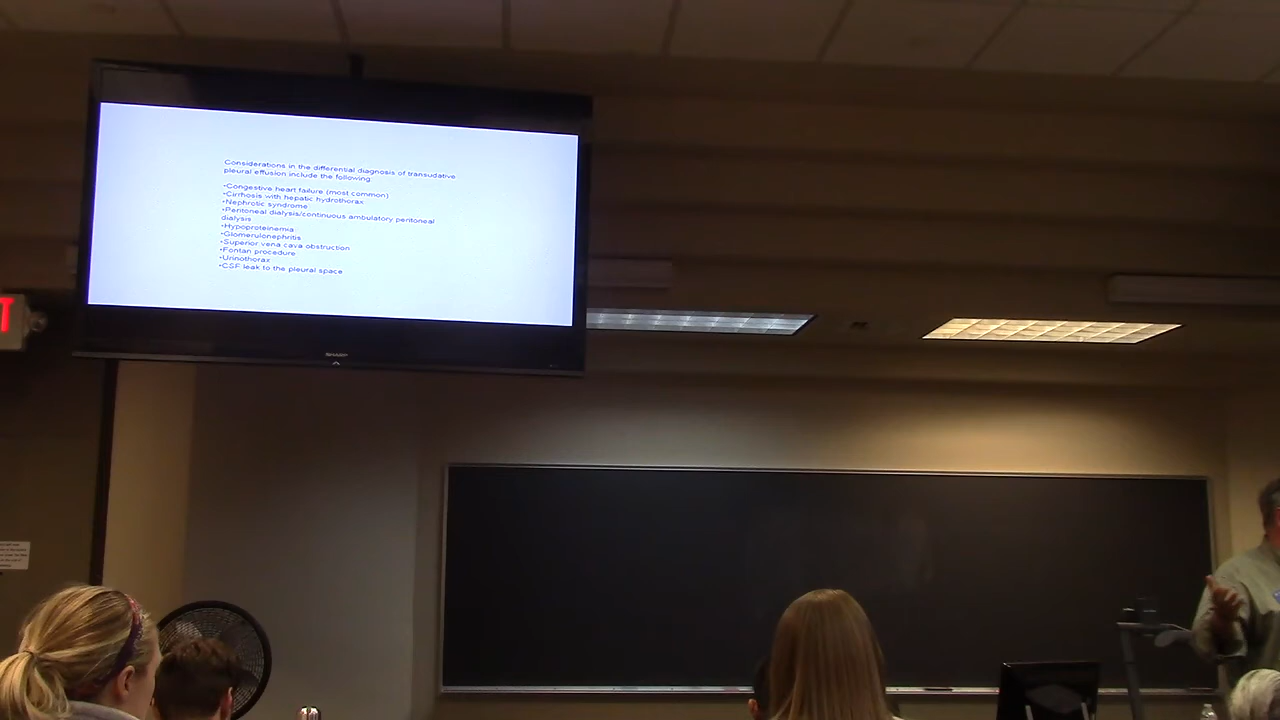 Considerations in the differential diagnosis of transudative
pleural effusion include the following:
•Congestive heart failure (most common)
•Cirrhosis with hepatic hydrothorax
•Nephrotic syndrome
•Peritoneal dialysis/continuous ambulatory peritoneal
dialysis
•Hypoproteinemia
•Glomerulonephritis
•Superior vena cava obstruction
•Fontan procedure
•Urinothorax
•CSF leak to the pleural space
SHARP
T